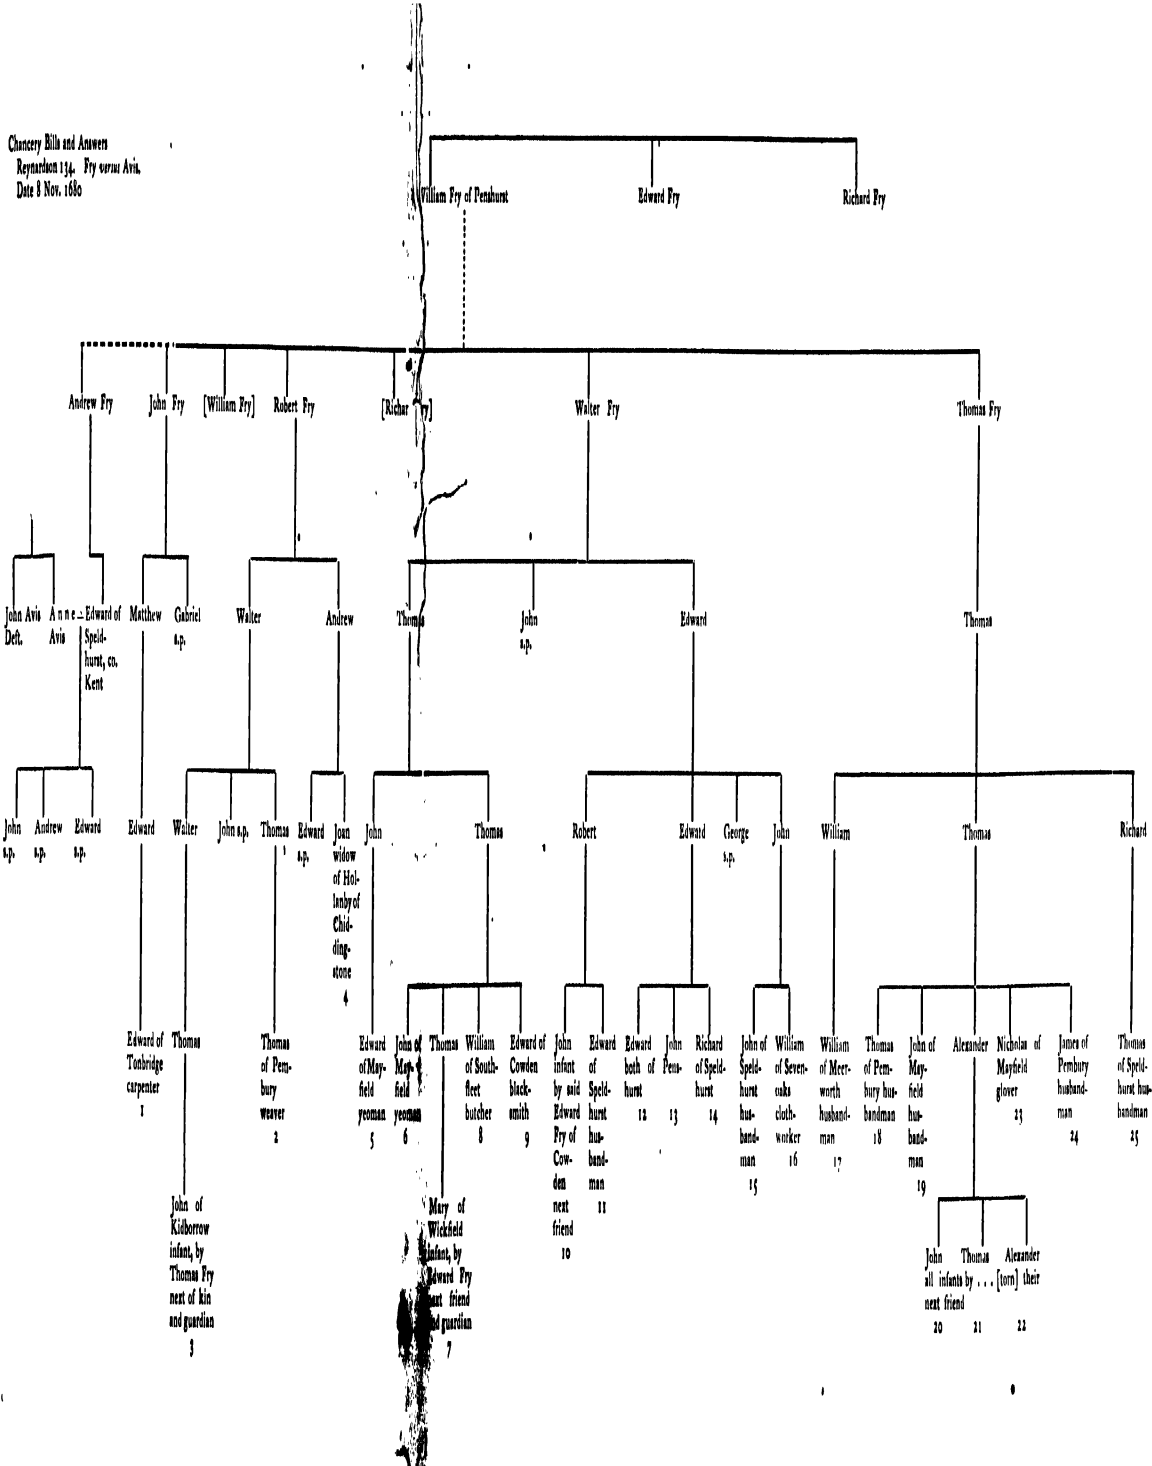 Chancery Bills and Answers
Reynardson 134. Fry versus Avis.
Date 8 Nov. 1680
William Fry of Penshurst
Edward Fry
Richard Fry
Andrew Fry
John Fry
[William Fry]
Robert Fry
[Richar ry]
Walter Fry
Thomas Fry
John Avis
Deft.
Anne
Avis
=
Edward of
Speld-
hurst, co.
Kent
Matthew
Gabriel
s.p.
Walter
Andrew
Thomas
John
s.p.
Edward
Thomas
John
s.p.
Andrew
s.p.
Edward
s.p.
Edward
Walter
John s.p.
Thomas
Edward
s.p.
Joan
widow
of Hol-
lanby of
Chid-
ding-
stone
4
John
Thomas
Robert
Edward
George
s.p.
John
William
Thomas
Richard
Edward of
Tonbridge
carpenter
1
Thomas
Thomas
of Pem-
bury
weaver
2
Edward
of May-
field
yeoman
5
John of
May-
field
yeoman
6
Thomas
William
of South-
fleet
butcher
8
Edward of
Cowden
black-
smith
9
John
infant
by said
Edward
Fry of
Cow-
den
next
friend
10
Edward
of
Speld-
hurst
hus-
band-
man
11
Edward John
both of Pens-
hurst
12 13
Richard
of Speld-
hurst
14
John of
Speld-
hurst
hus-
band-
man
15
William
of Seven-
oaks
cloth-
worker
16
William
of Meer-
worth
husband-
man
17
Thomas
of Pem-
bury hus-
bandman
18
John of
May-
field
hus-
band-
man
19
Alexander
Nicholas of
Mayfield
glover
23
James of
Pembury
husband-
man
24
Thomas
of Speld-
hurst hus-
bandman
25
John of
Kidborrow
infant, by
Thomas Fry
next of kin
and guardian
3
Mary of
Wickfield
infant, by
Edward Fry
next friend
and guardian
7
John Thomas Alexander
all infants by . . . [torn] their
next friend
20 21 22